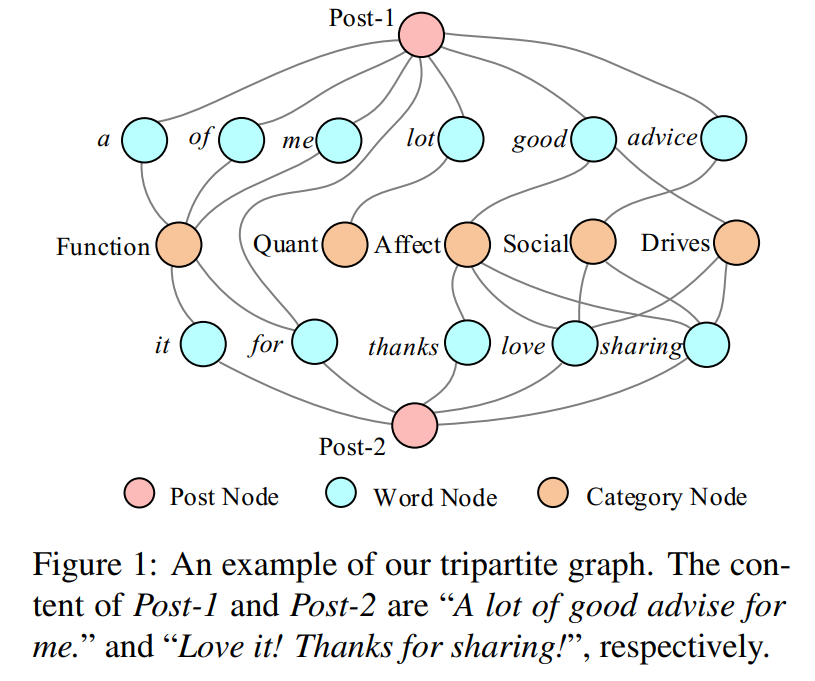 Post-1
a of me lot good advice
Function Quant Affect Social Drives
it for thanks love sharing
Post-2
Post Node Word Node Category Node
Figure 1: An example of our tripartite graph. The con-
tent of Post-1 and Post-2 are “A lot of good advise for
me.” and “Love it! Thanks for sharing!”, respectively.